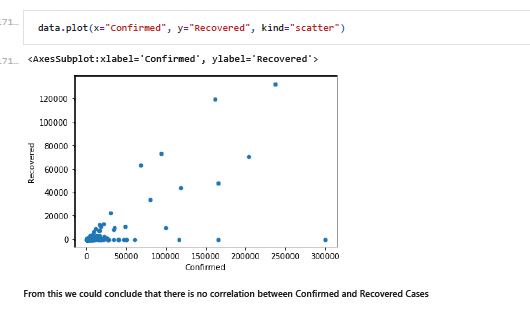 71…
data.plot(x="Confirmed", y="Recovered", kind="scatter")
71…
<AxesSubplot:xlabel='Confirmed', ylabel='Recovered'>
120000
100000
80000
60000
40000
20000
0
Recovered
0 50000 100000 150000 200000 250000 300000
Confirmed
From this we could conclude that there is no correlation between Confirmed and Recovered Cases